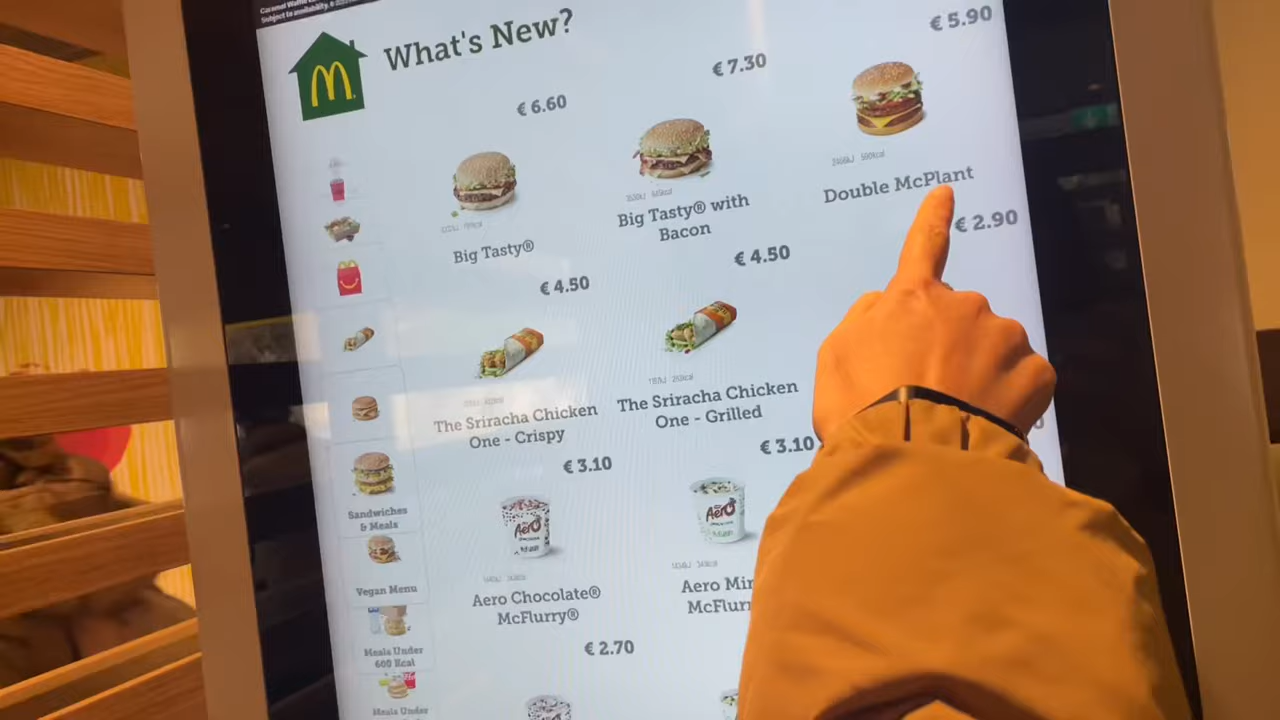 What's New?
€ 6.60
€ 7.30
€ 5.90
Big Tasty®
Big Tasty® with
Bacon
Double McPlant
€ 4.50
€ 4.50
€ 2.90
The Sriracha Chicken
One - Crispy
The Sriracha Chicken
One - Grilled
€ 3.10
€ 3.10
Aero
Aero
Aero Chocolate®
McFlurry®
Aero
€ 2.70
Sandwiches
& Meals
Vegan Menu
Meals Under
600 Kcal
Meals Under